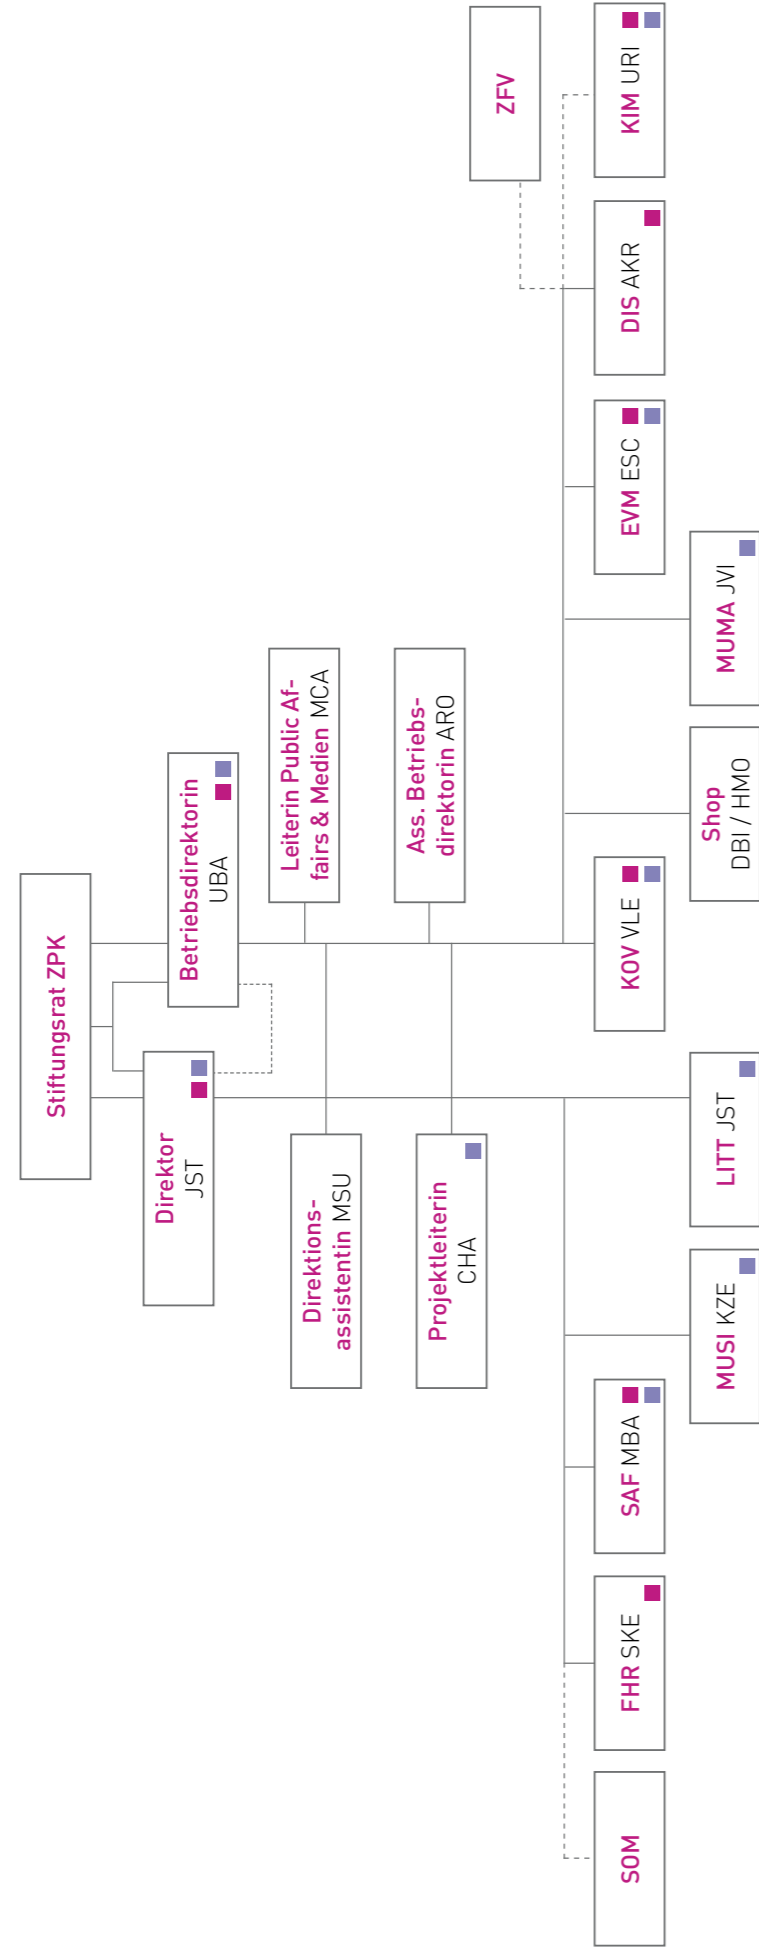 Stiftungsrat ZPK
Direktor
JST
Betriebsdirektorin
UBA
Direktions-
assistentin MSU
Leiterin Public Af-
fairs & Medien MCA
Projektleiterin
CHA
Ass. Betriebs-
direktorin ARO
ZFV
SOM
FHR SKE
SAF MBA
KOV VLE
EVM ESC
DIS AKR
KIM URI
MUSI KZE
LITT JST
Shop
DBI / HMO
MUMA JVI